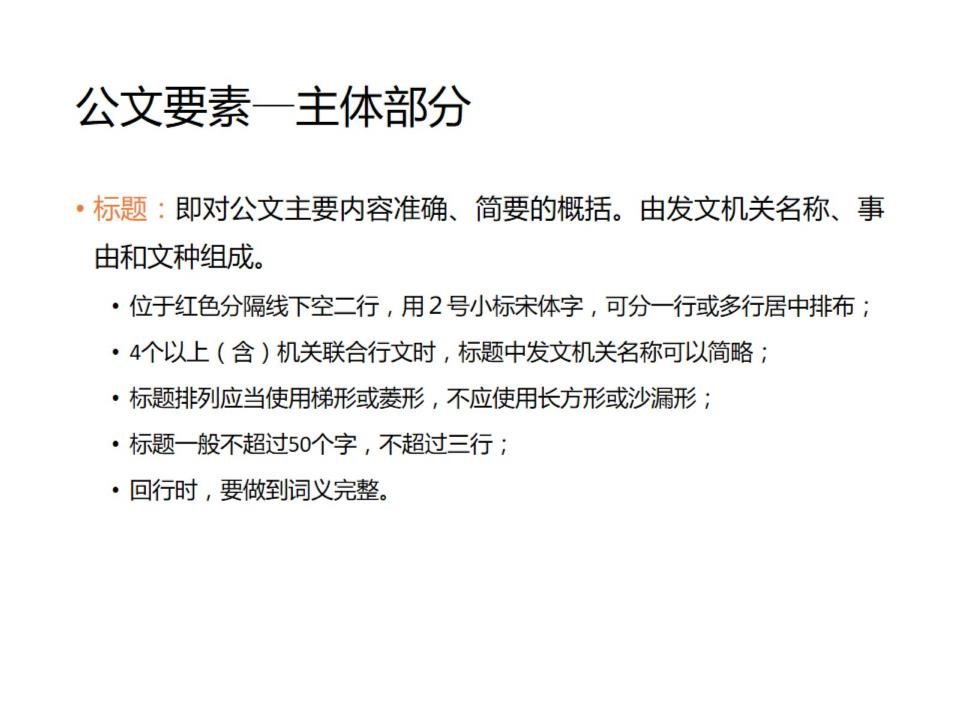 公文要素—主体部分
• 标题：即对公文主要内容准确、简要的概括。由发文机关名称、事
由和文种组成。
• 位于红色分隔线下空二行，用２号小标宋体字，可分一行或多行居中排布；
• 4个以上（含）机关联合行文时，标题中发文机关名称可以简略；
• 标题排列应当使用梯形或菱形，不应使用长方形或沙漏形；
• 标题一般不超过50个字，不超过三行；
• 回行时，要做到词义完整。